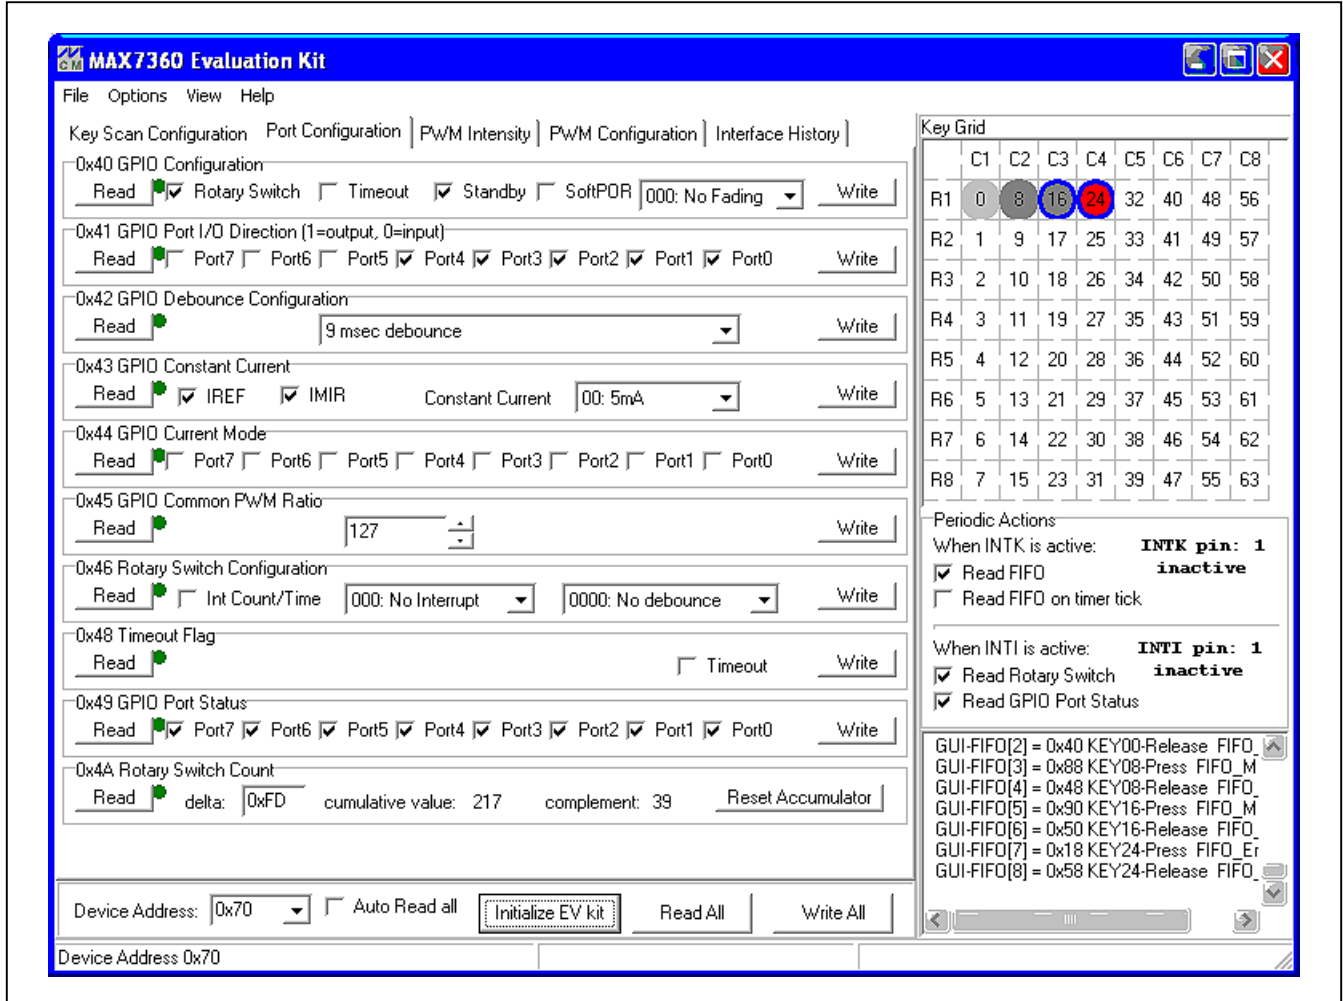 MAX7360 Evaluation Kit
File Options View Help
Key Scan Configuration Port Configuration PWM Intensity PWM Configuration Interface History
0x40 GPIO Configuration
Read Rotary Switch Timeout Standby SoftPOR 000: No Fading Write
0x41 GPIO Port I/O Direction (1=output, 0=input)
Read Port7 Port6 Port5 Port4 Port3 Port2 Port1 Port0 Write
0x42 GPIO Debounce Configuration
Read 9 msec debounce Write
0x43 GPIO Constant Current
Read IREF IMIR Constant Current 00: 5mA Write
0x44 GPIO Current Mode
Read Port7 Port6 Port5 Port4 Port3 Port2 Port1 Port0 Write
0x45 GPIO Common PWM Ratio
Read 127 Write
0x46 Rotary Switch Configuration
Read Int Count/Time 000: No Interrupt 0000: No debounce Write
0x48 Timeout Flag
Read Timeout Write
0x49 GPIO Port Status
Read Port7 Port6 Port5 Port4 Port3 Port2 Port1 Port0 Write
0x4A Rotary Switch Count
Read delta: 0xFD cumulative value: 217 complement: 39 Reset Accumulator
Device Address: 0x70 Auto Read all Initialize EV kit Read All Write All
Key Grid
C1 C2 C3 C4 C5 C6 C7 C8
R1 0 8 16 24 32 40 48 56
R2 1 9 17 25 33 41 49 57
R3 2 10 18 26 34 42 50 58
R4 3 11 19 27 35 43 51 59
R5 4 12 20 28 36 44 52 60
R6 5 13 21 29 37 45 53 61
R7 6 14 22 30 38 46 54 62
R8 7 15 23 31 39 47 55 63
Periodic Actions
When INTK is active: INTK pin: 1
inactive
Read FIFO
Read FIFO on timer tick
When INTI is active: INTI pin: 1
inactive
Read Rotary Switch
Read GPIO Port Status
GUI-FIFO[2] = 0x40 KEY00-Release FIFO_
GUI-FIFO[3] = 0x88 KEY08-Press FIFO_M
GUI-FIFO[4] = 0x48 KEY08-Release FIFO_
GUI-FIFO[5] = 0x90 KEY16-Press FIFO_M
GUI-FIFO[6] = 0x50 KEY16-Release FIFO_
GUI-FIFO[7] = 0x18 KEY24-Press FIFO_Er
GUI-FIFO[8] = 0x58 KEY24-Release FIFO_
Device Address 0x70